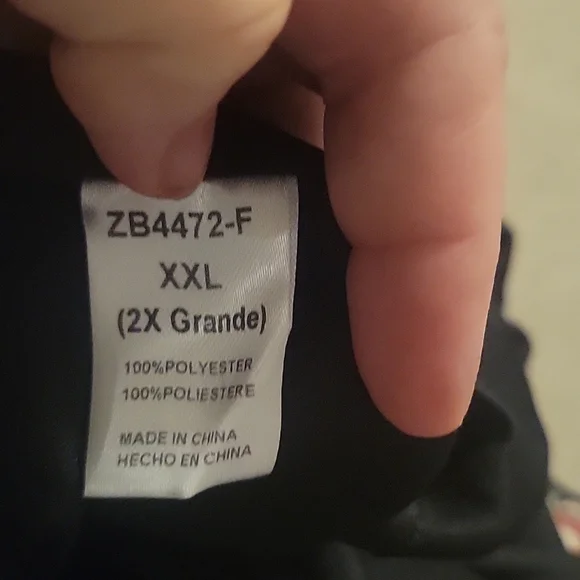 ZB4472-F
XXL
(2X Grande)
100%POLYESTER
100%POLIESTERE
MADE IN CHINA
HECHO EN CHINA